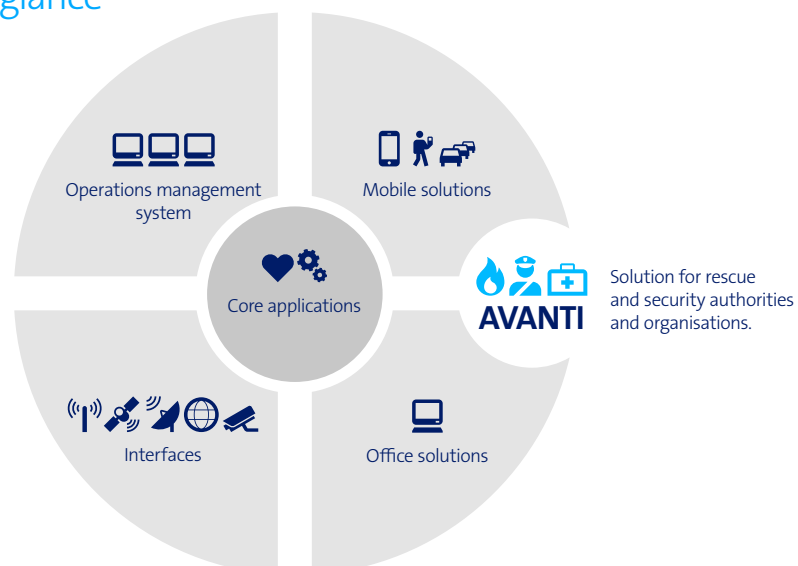 glance
Operations management
system
Mobile solutions
Core applications
AVANTI
Solution for rescue
and security authorities
and organisations.
Interfaces
Office solutions